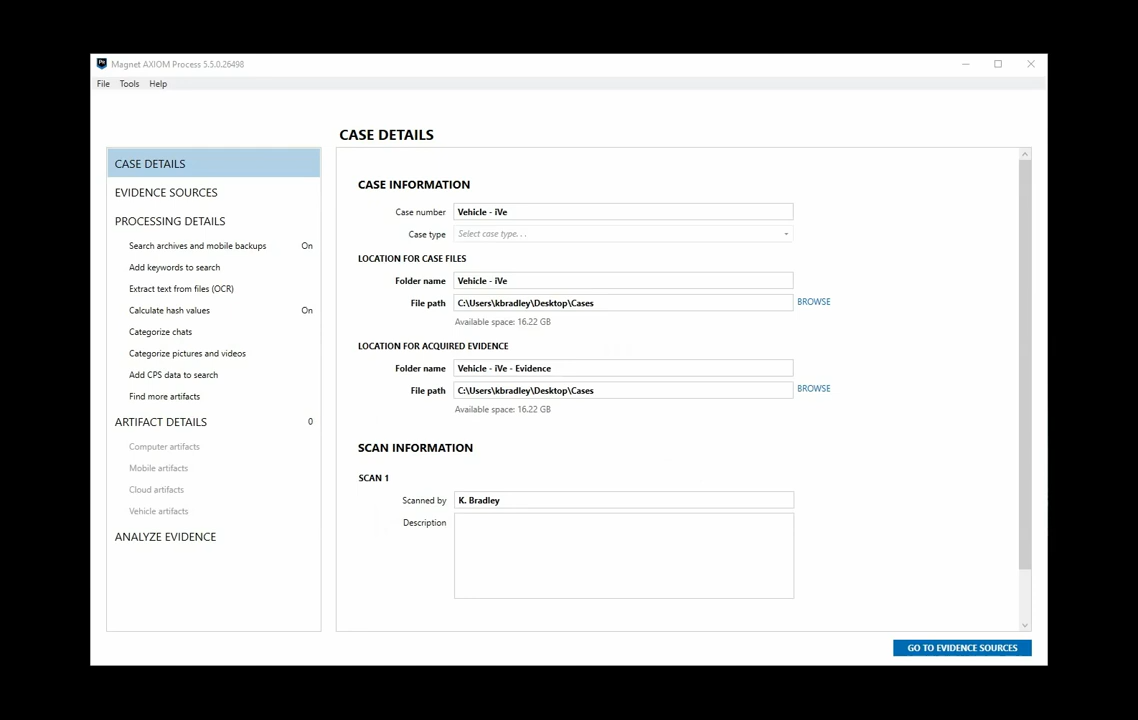 Magnet AXIOM Process 5.5.0.26498
File Tools Help
CASE DETAILS
CASE DETAILS
EVIDENCE SOURCES
PROCESSING DETAILS
Search archives and mobile backups On
Add keywords to search
Extract text from files (OCR)
Calculate hash values On
Categorize chats
Categorize pictures and videos
Add CPS data to search
Find more artifacts
ARTIFACT DETAILS 0
Computer artifacts
Mobile artifacts
Cloud artifacts
Vehicle artifacts
ANALYZE EVIDENCE
CASE INFORMATION
Case number Vehicle - iVe
Case type Select case type. . .
LOCATION FOR CASE FILES
Folder name Vehicle - iVe
File path C:\Users\kbradley\Desktop\Cases BROWSE
Available space: 16.22 GB
LOCATION FOR ACQUIRED EVIDENCE
Folder name Vehicle - iVe - Evidence
File path C:\Users\kbradley\Desktop\Cases BROWSE
Available space: 16.22 GB
SCAN INFORMATION
SCAN 1
Scanned by K. Bradley
Description
GO TO EVIDENCE SOURCES